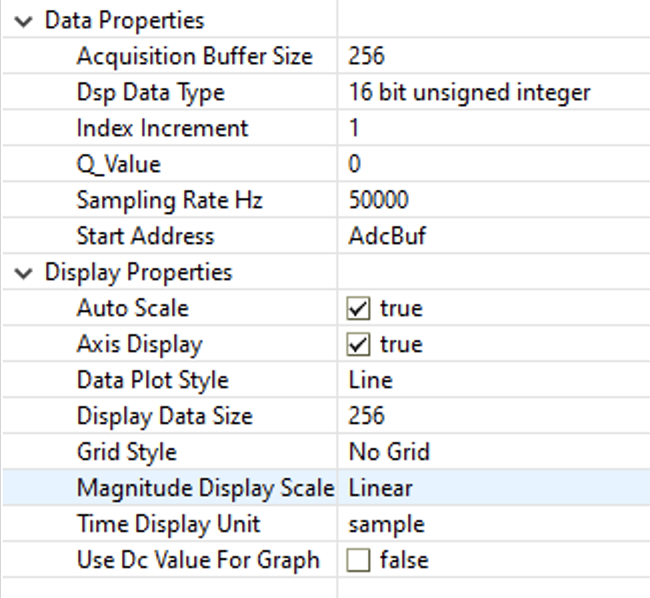 Data Properties
Acquisition Buffer Size 256
Dsp Data Type 16 bit unsigned integer
Index Increment 1
Q_Value 0
Sampling Rate Hz 50000
Start Address AdcBuf
Display Properties
Auto Scale true
Axis Display true
Data Plot Style Line
Display Data Size 256
Grid Style No Grid
Magnitude Display Scale Linear
Time Display Unit sample
Use Dc Value For Graph false